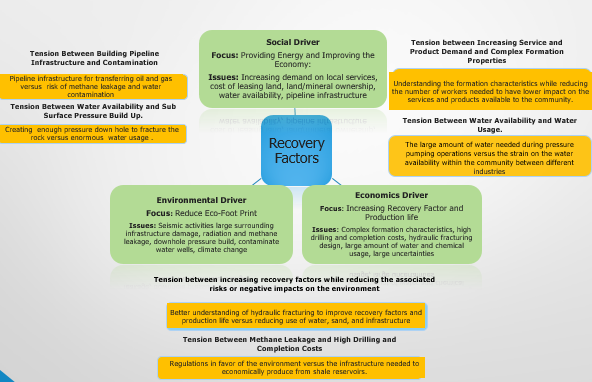 Social Driver
Focus: Providing Energy and Improving the
Economy:
Issues: Increasing demand on local services,
cost of leasing land, land/mineral ownership,
water availability, pipeline infrastructure
Tension Between Building Pipeline
Infrastructure and Contamination
Pipeline infrastructure for transferring oil and gas
versus risk of methane leakage and water
contamination
Tension Between Water Availability and Sub
Surface Pressure Build Up.
Creating enough pressure down hole to fracture the
rock versus enormous water usage .
Tension between Increasing Service and
Product Demand and Complex Formation
Properties
Understanding the formation characteristics while reducing
the number of workers needed to have lower impact on the
services and products available to the community.
Tension Between Water Availability and Water
Usage.
The large amount of water needed during pressure
pumping operations versus the strain on the water
availability within the community between different
industries
Recovery
Factors
Environmental Driver
Focus: Reduce Eco-Foot Print
Issues: Seismic activities large surrounding
infrastructure damage, radiation and methane
leakage, downhole pressure build, contaminate
water wells, climate change
Economics Driver
Focus: Increasing Recovery Factor and
Production life
Issues: Complex formation characteristics, high
drilling and completion costs, hydraulic fracturing
design, large amount of water and chemical
usage, large uncertainties
Tension between increasing recovery factors while reducing the associated
risks or negative impacts on the environment
Better understanding of hydraulic fracturing to improve recovery factors and
production life versus reducing use of water, sand, and infrastructure
Tension Between Methane Leakage and High Drilling and
Completion Costs
Regulations in favor of the environment versus the infrastructure needed to
economically produce from shale reservoirs.